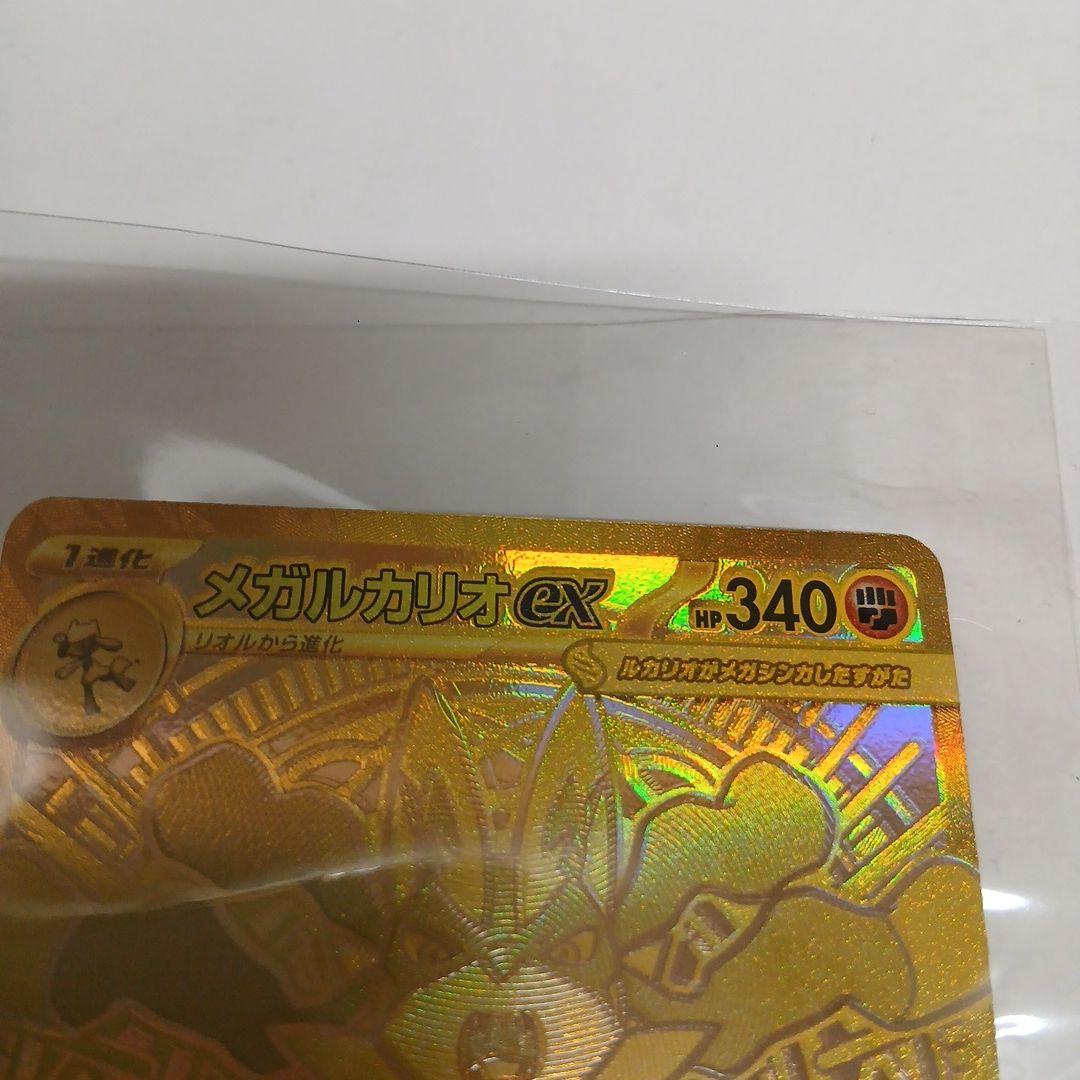 1進化
メガルカリオex HP340
リオルから進化
ルカリオがメガシンカしたすがた